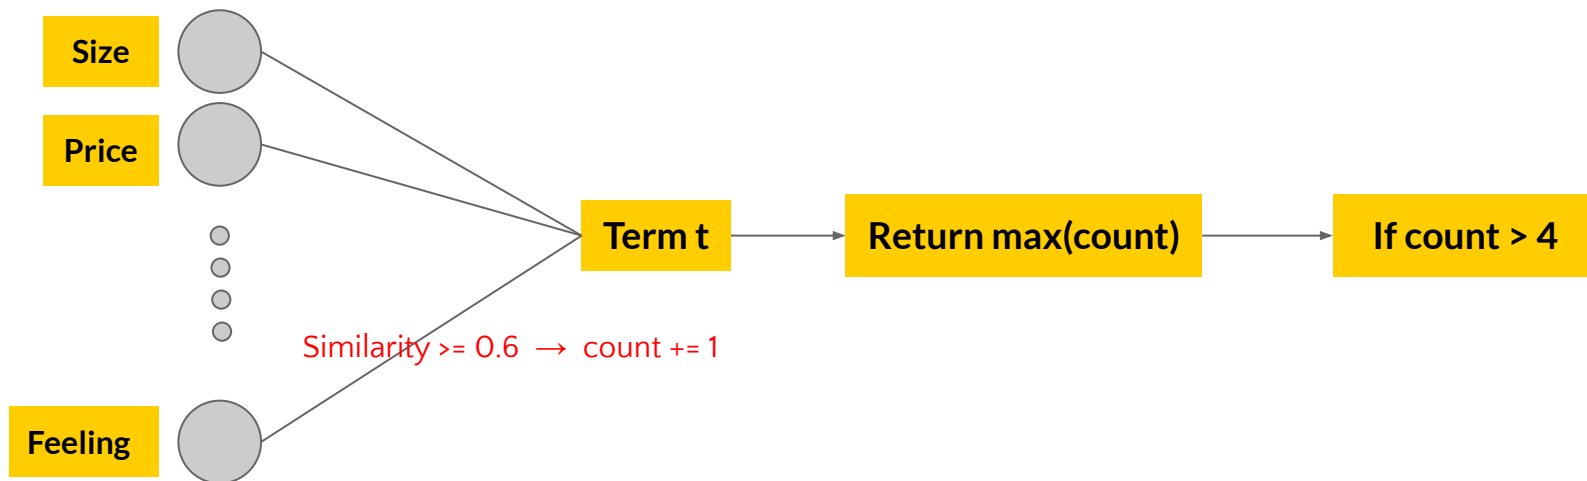 Size
Price
Term t
Return max(count)
If count > 4
Similarity >= 0.6 → count += 1
Feeling